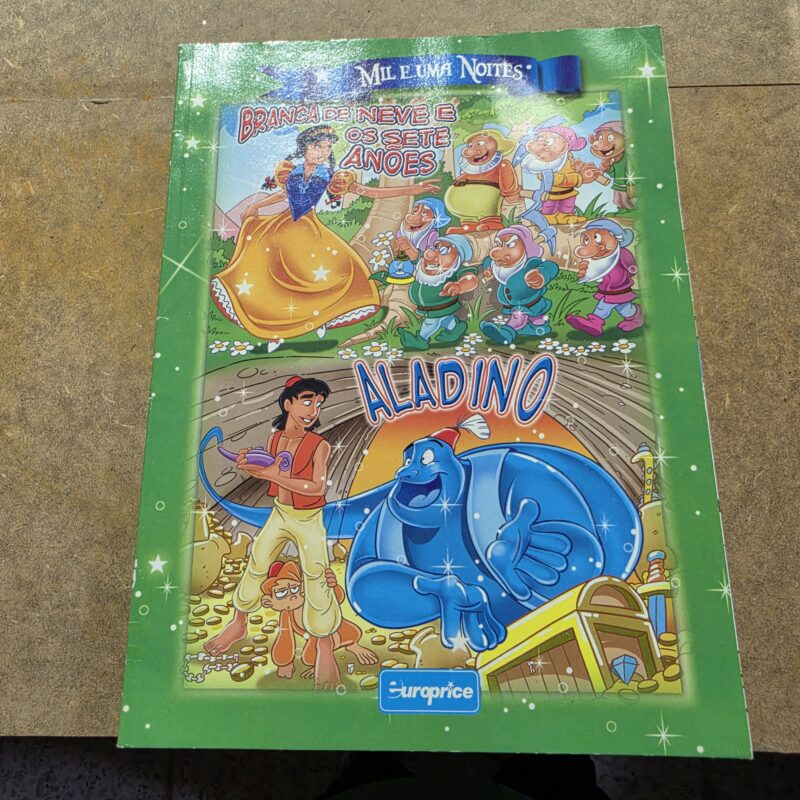 MIL E UMA NOITES
BRANCA DE NEVE E
OS SETE
ANÕES
ALADINO
europrice